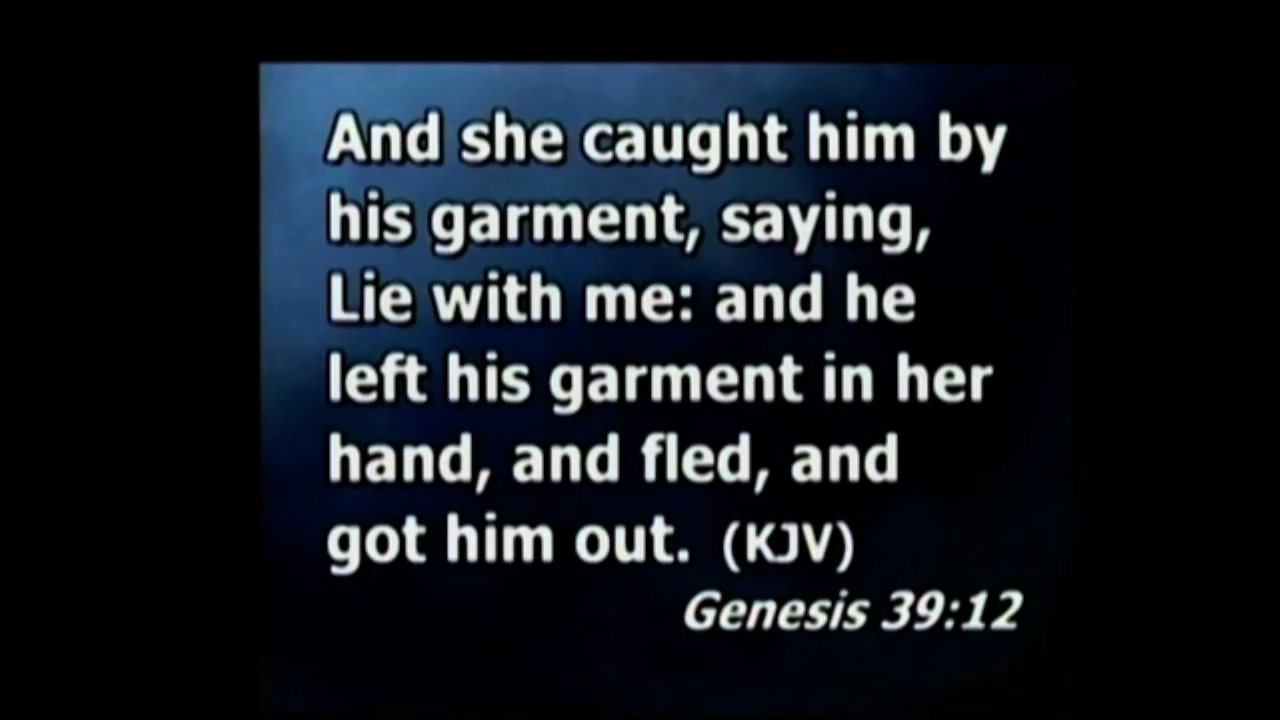 And she caught him by
his garment, saying,
Lie with me: and he
left his garment in her
hand, and fled, and
got him out. (KJV)
Genesis 39:12